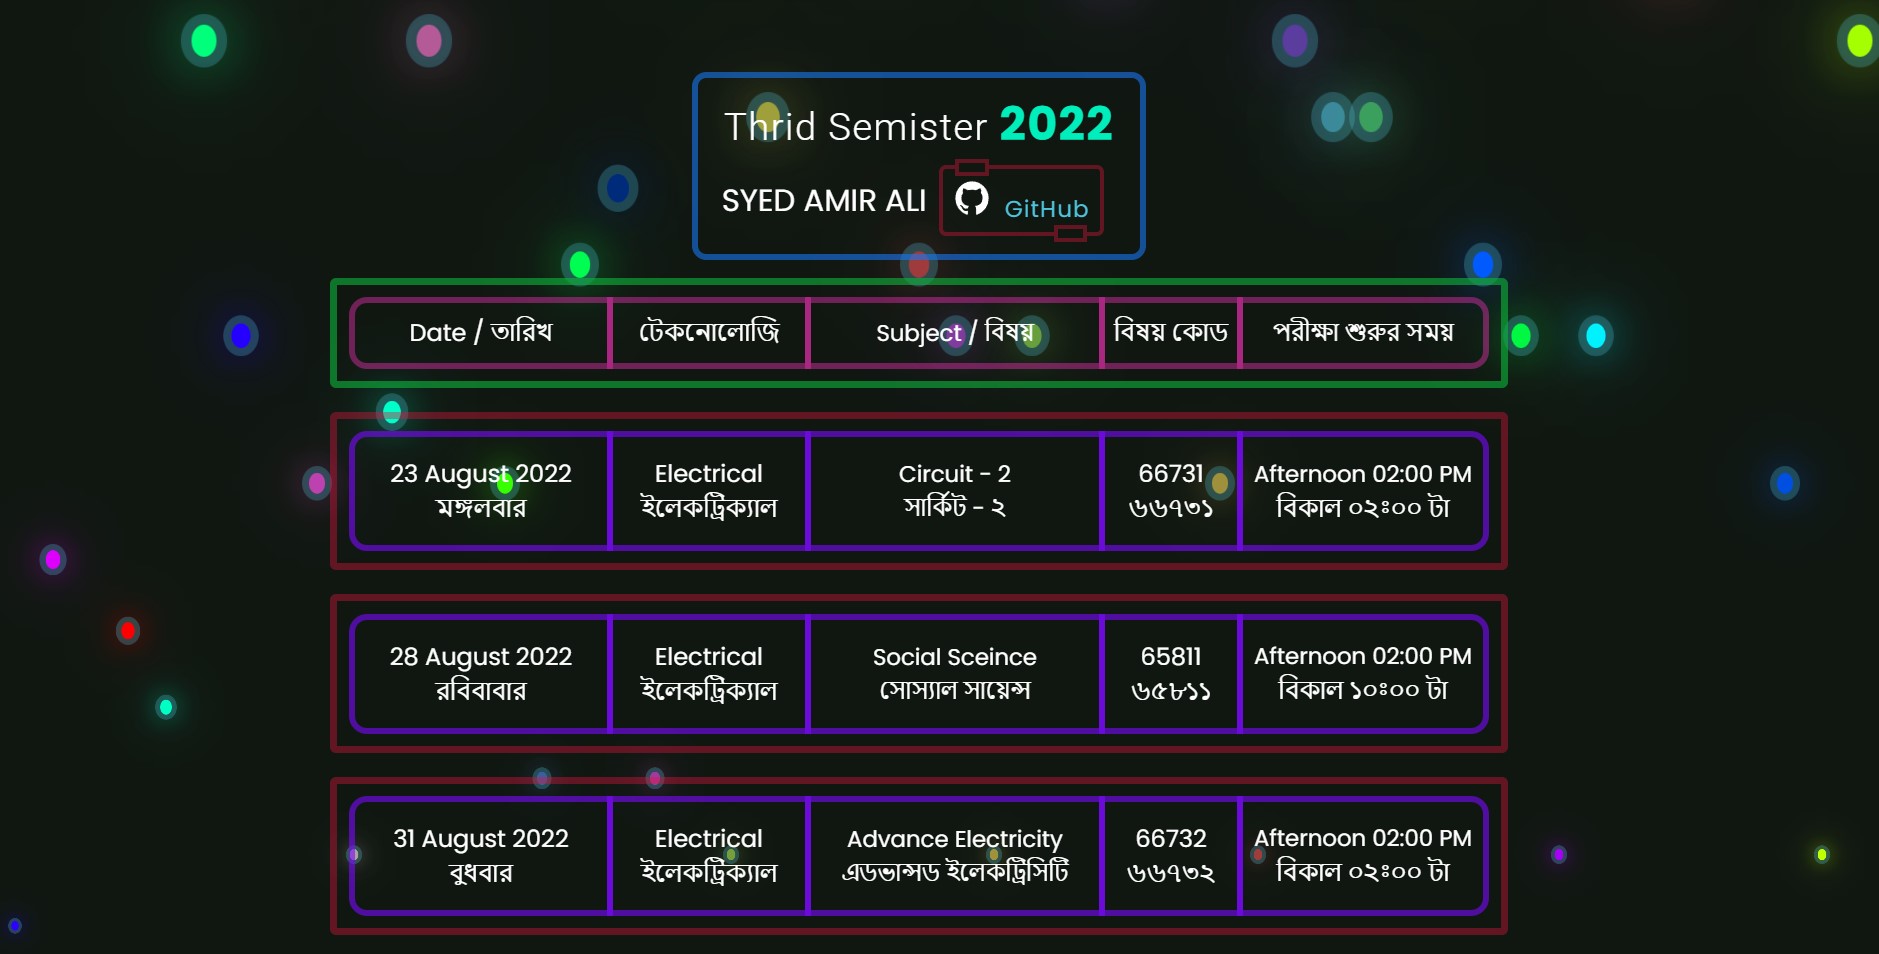 Thrid Semister 2022
SYED AMIR ALI GitHub
Date / তারিখ টেকনোলোজি Subject / বিষয় বিষয় কোড পরীক্ষা শুরুর সময়
23 August 2022 Electrical Circuit - 2 66731 Afternoon 02:00 PM
মঙ্গলবার ইলেকট্রিক্যাল সার্কিট - ২ ৬৬৭৩১ বিকাল ০২ঃ০০ টা
28 August 2022 Electrical Social Sceince 65811 Afternoon 02:00 PM
রবিবাবার ইলেকট্রিক্যাল সোস্যাল সায়েন্স ৬৫৮১১ বিকাল ১০ঃ০০ টা
31 August 2022 Electrical Advance Electricity 66732 Afternoon 02:00 PM
বুধবার ইলেকট্রিক্যাল এডভান্সড ইলেকট্রিসিটি ৬৬৭৩২ বিকাল ০২ঃ০০ টা